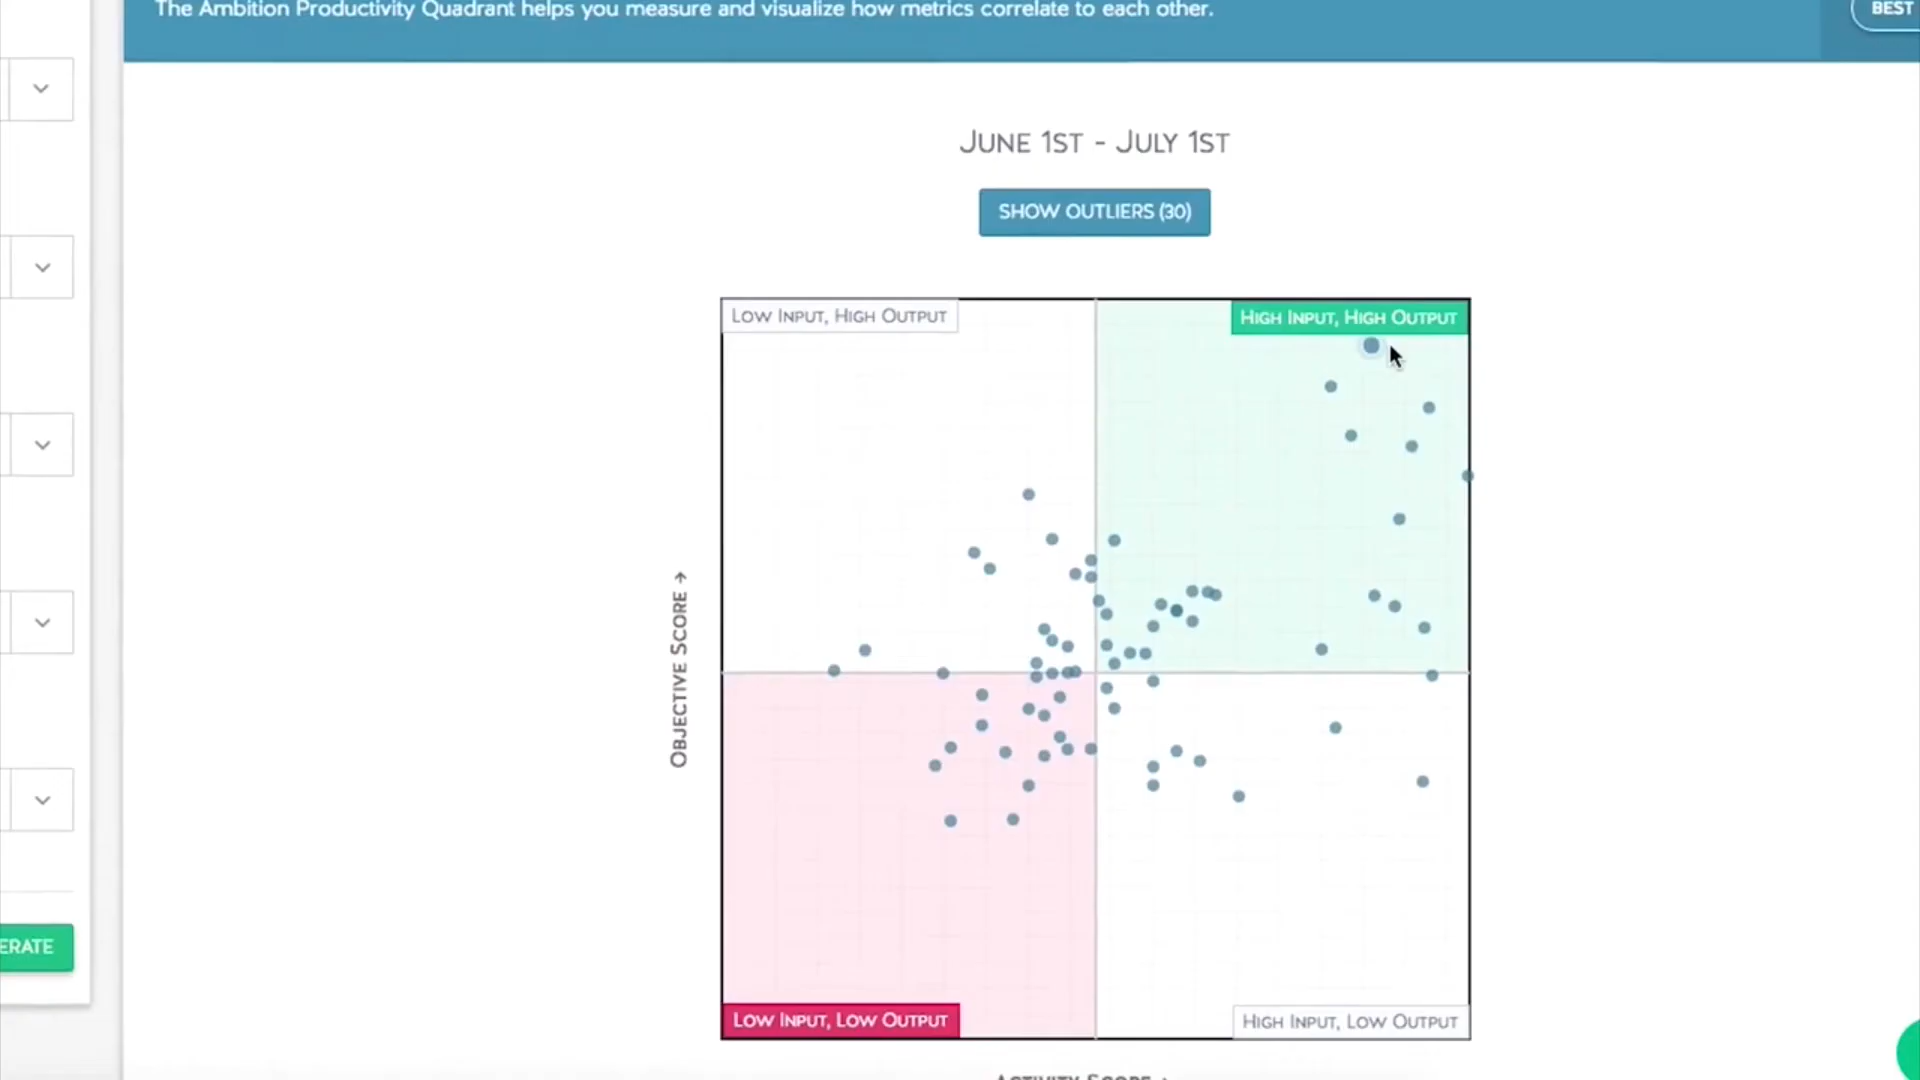 The Ambition Productivity Quadrant helps you measure and visualize how metrics correlate to each other.
BEST
JUNE 1ST - JULY 1ST
SHOW OUTLIERS (30)
LOW INPUT, HIGH OUTPUT
HIGH INPUT, HIGH OUTPUT
OBJECTIVE SCORE →
ERATE
LOW INPUT, LOW OUTPUT
HIGH INPUT, LOW OUTPUT
ACTIVITY SCORE →